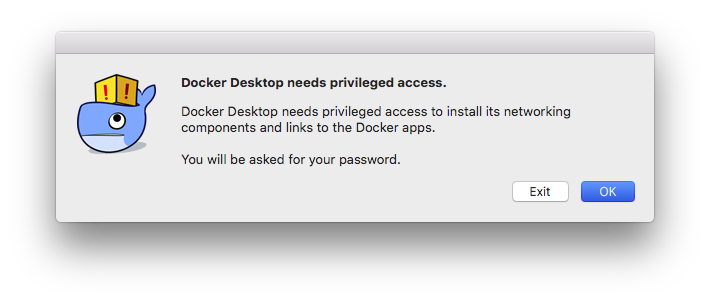 Docker Desktop needs privileged access.
Docker Desktop needs privileged access to install its networking
components and links to the Docker apps.
You will be asked for your password.
Exit
OK